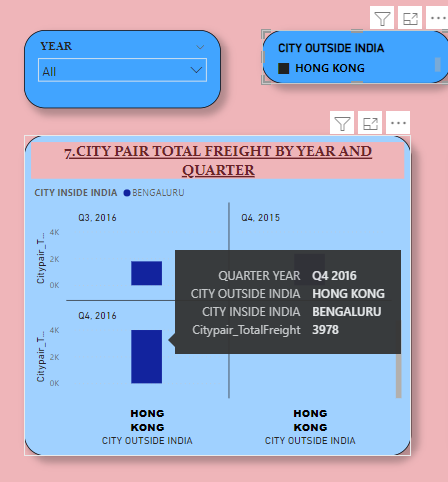 YEAR
All
CITY OUTSIDE INDIA
HONG KONG
7.CITY PAIR TOTAL FREIGHT BY YEAR AND
QUARTER
CITY INSIDE INDIA BENGALURU
Q3, 2016 Q4, 2015
Citypair_T...
4K
2K
0K
QUARTER YEAR Q4 2016
CITY OUTSIDE INDIA HONG KONG
CITY INSIDE INDIA BENGALURU
Citypair_TotalFreight 3978
Q4, 2016
Citypair_T...
4K
2K
0K
HONG HONG
KONG KONG
CITY OUTSIDE INDIA CITY OUTSIDE INDIA